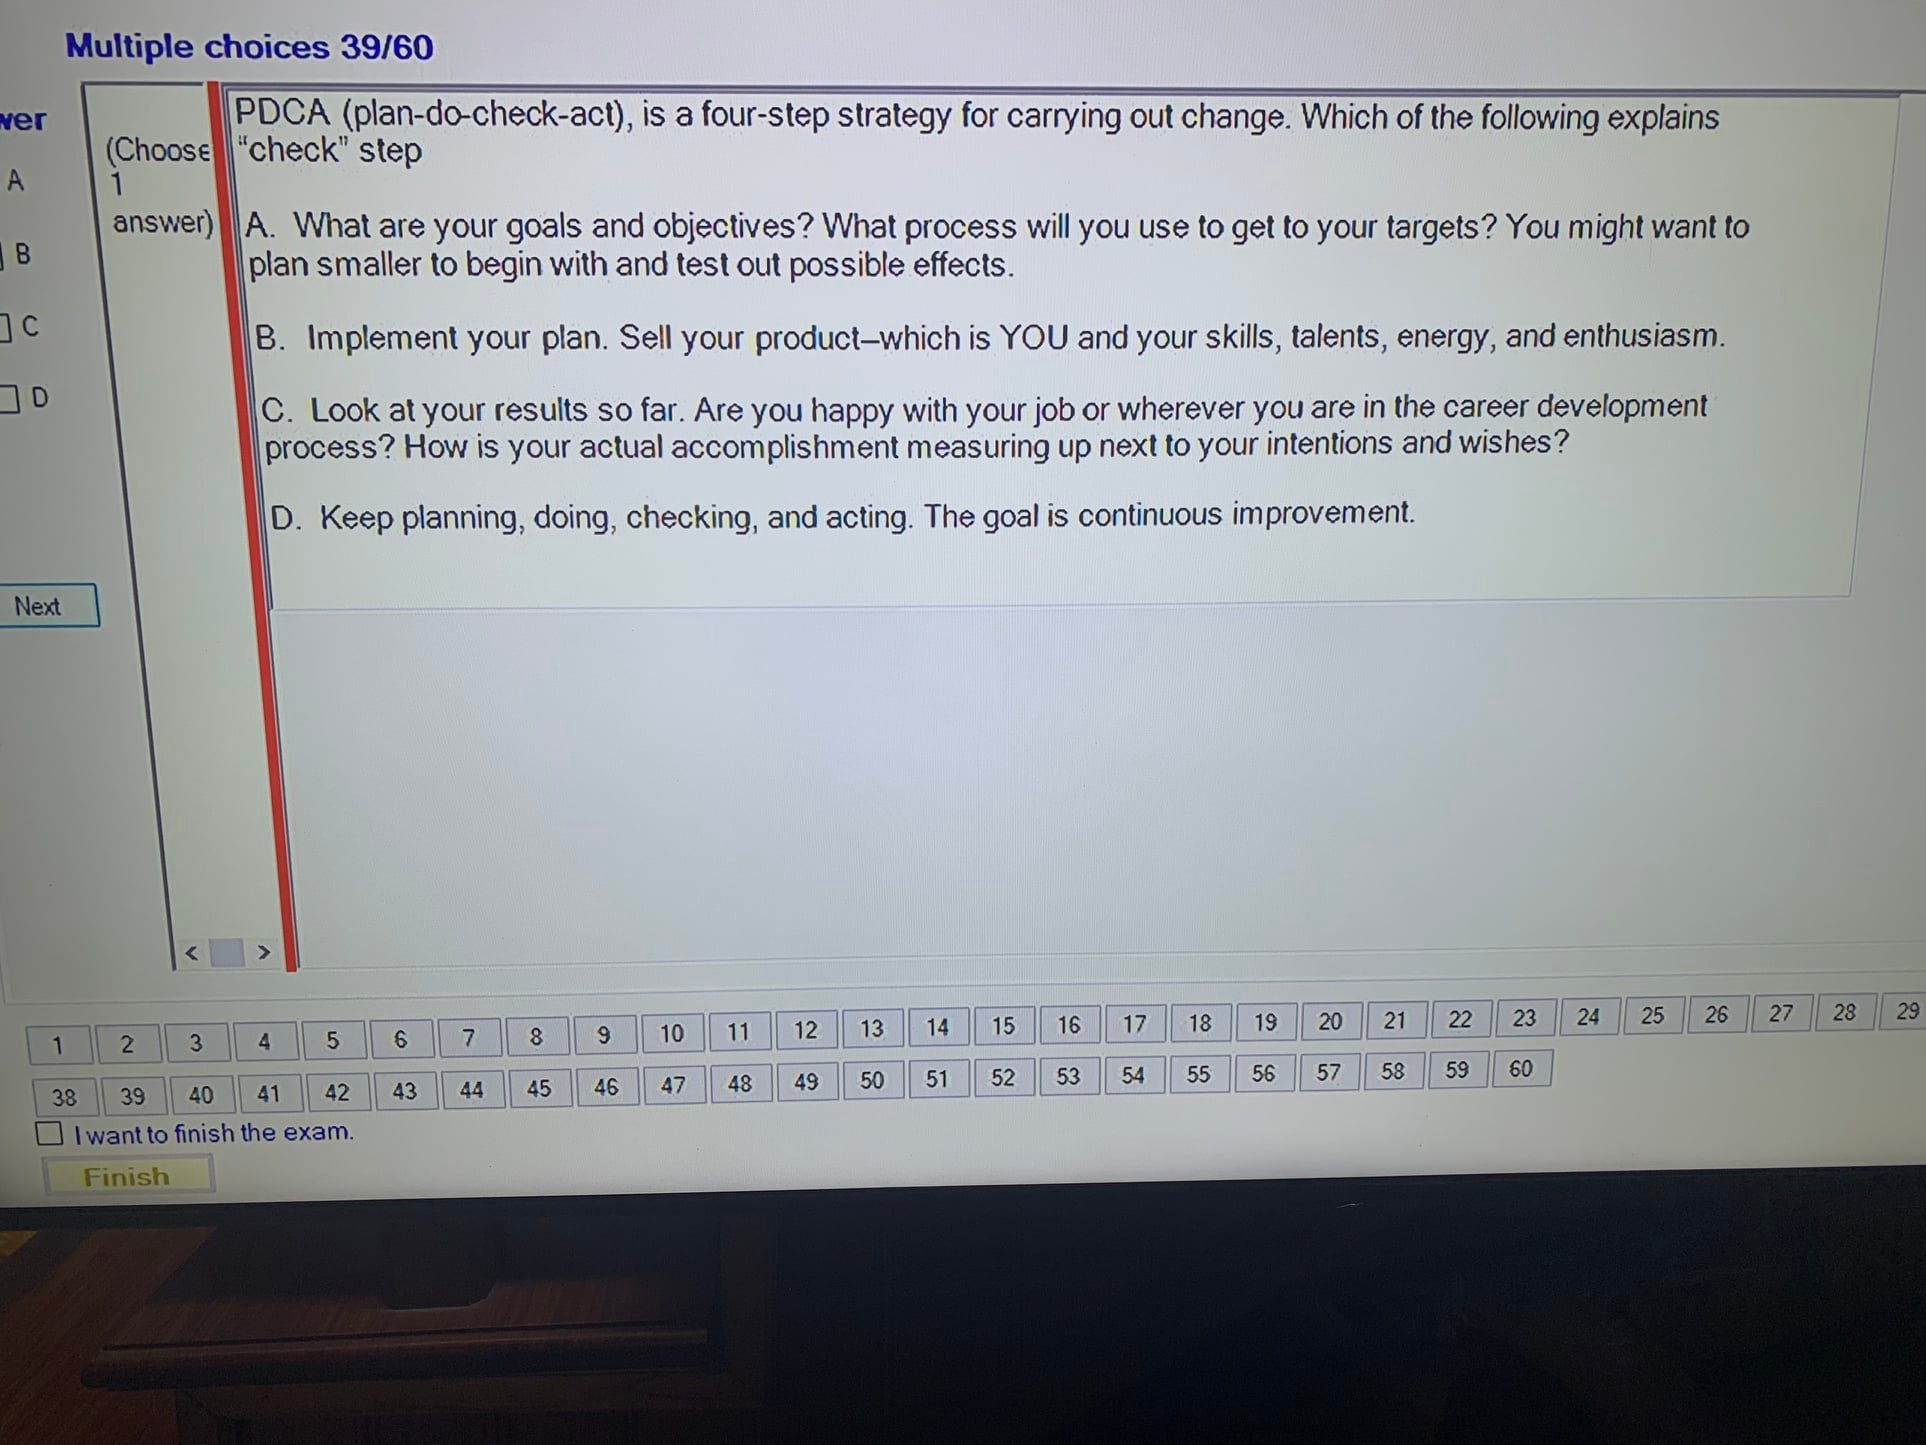 Multiple choices 39/60
wer
A
B
C
D
Next
(Choose
1
answer)
PDCA (plan-do-check-act), is a four-step strategy for carrying out change. Which of the following explains
“check” step
A. What are your goals and objectives? What process will you use to get to your targets? You might want to
plan smaller to begin with and test out possible effects.
B. Implement your plan. Sell your product–which is YOU and your skills, talents, energy, and enthusiasm.
C. Look at your results so far. Are you happy with your job or wherever you are in the career development
process? How is your actual accomplishment measuring up next to your intentions and wishes?
D. Keep planning, doing, checking, and acting. The goal is continuous improvement.
< >
1 2 3 4 5 6 7 8 9 10 11 12 13 14 15 16 17 18 19 20 21 22 23 24 25 26 27 28 29
38 39 40 41 42 43 44 45 46 47 48 49 50 51 52 53 54 55 56 57 58 59 60
I want to finish the exam.
Finish